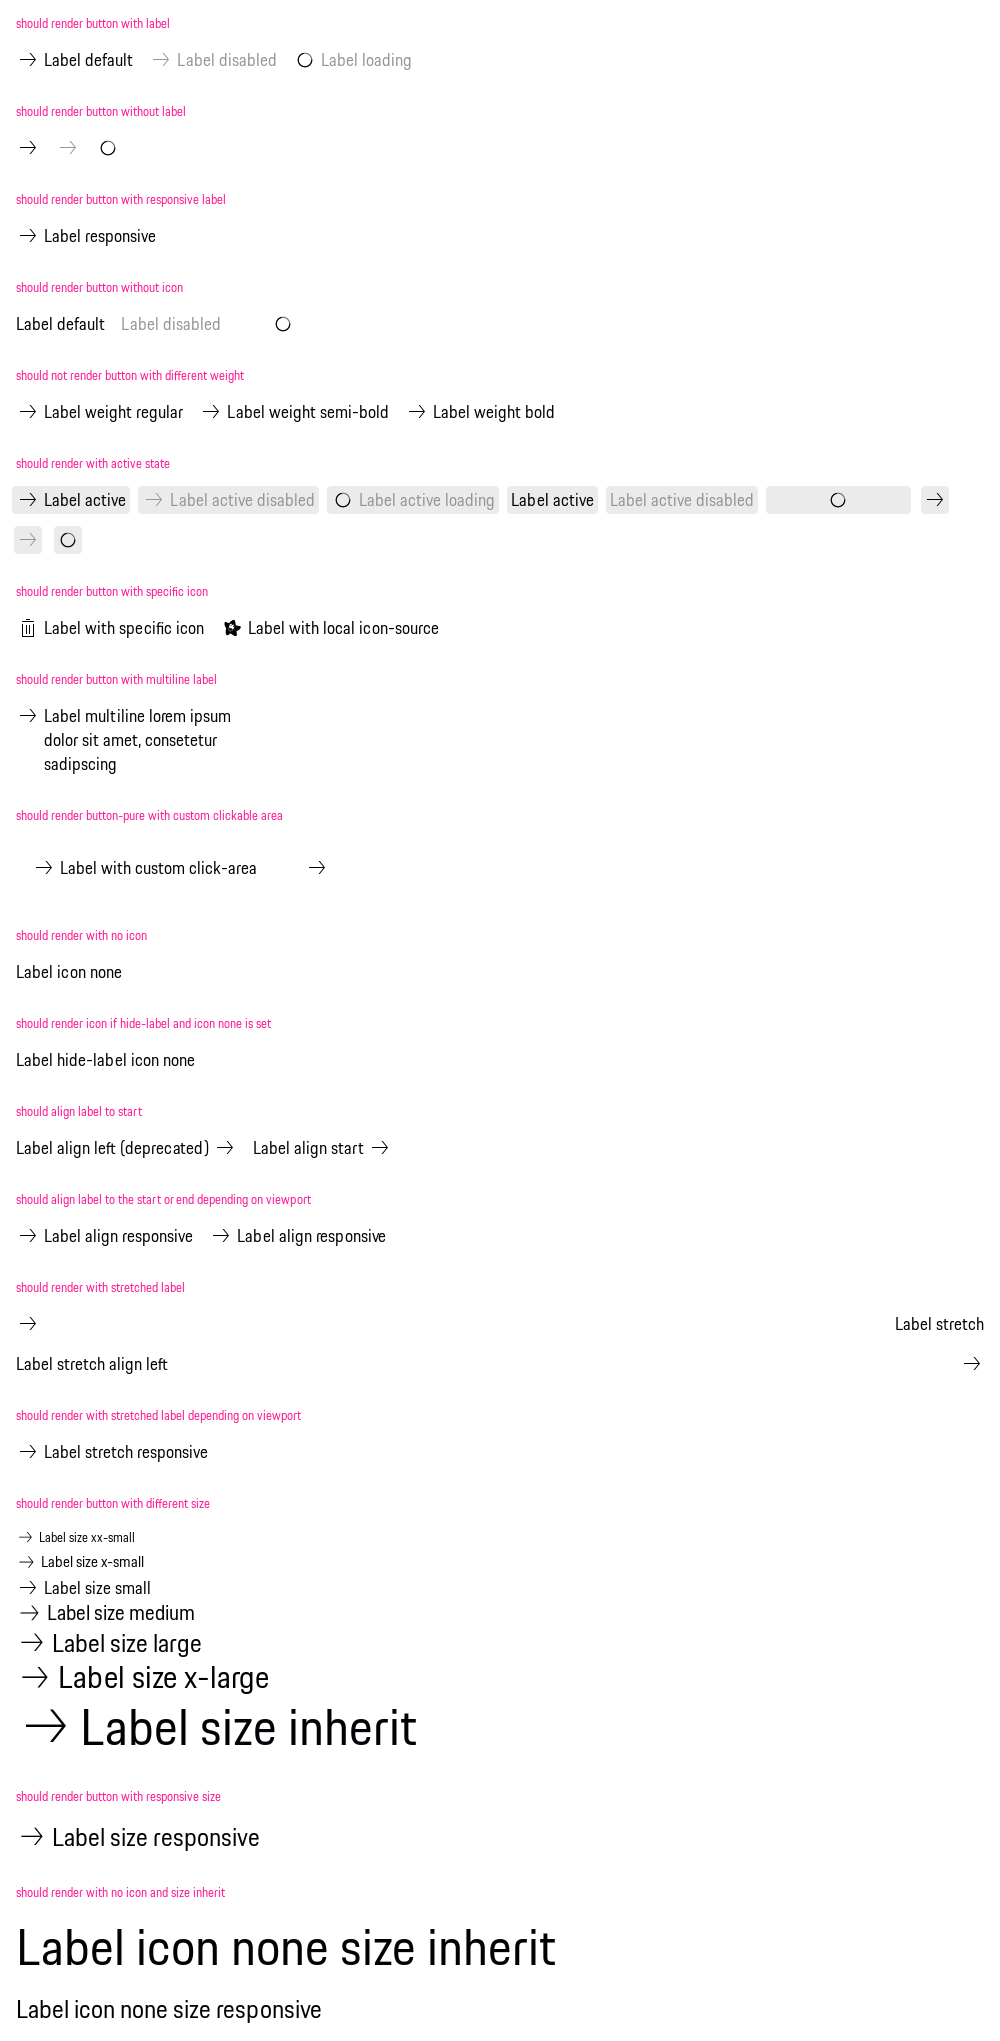 should render button with label
Label default Label disabled Label loading
should render button without label
should render button with responsive label
Label responsive
should render button without icon
Label default Label disabled
should not render button with different weight
Label weight regular Label weight semi-bold Label weight bold
should render with active state
Label active Label active disabled Label active loading Label active Label active disabled
should render button with specific icon
Label with specific icon Label with local icon-source
should render button with multiline label
Label multiline lorem ipsum
dolor sit amet, consetetur
sadipscing
should render button-pure with custom clickable area
Label with custom click-area
should render with no icon
Label icon none
should render icon if hide-label and icon none is set
Label hide-label icon none
should align label to start
Label align left (deprecated) Label align start
should align label to the start or end depending on viewport
Label align responsive Label align responsive
should render with stretched label
Label stretch
Label stretch align left
should render with stretched label depending on viewport
Label stretch responsive
should render button with different size
Label size xx-small
Label size x-small
Label size small
Label size medium
Label size large
Label size x-large
Label size inherit
should render button with responsive size
Label size responsive
should render with no icon and size inherit
Label icon none size inherit
Label icon none size responsive